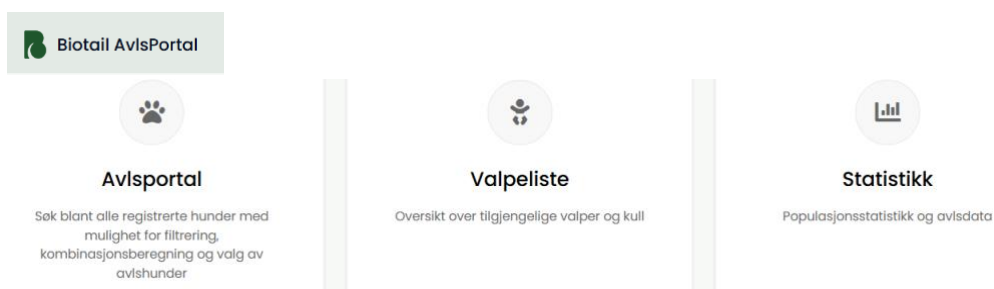 Biotail AvlsPortal
Avlsportal
Søk blant alle registrerte hunder med
mulighet for filtrering,
kombinasjonsberegning og valg av
avlshunder
Valpeliste
Oversikt over tilgjengelige valper og kull
Statistikk
Populasjonsstatistikk og avlsdata